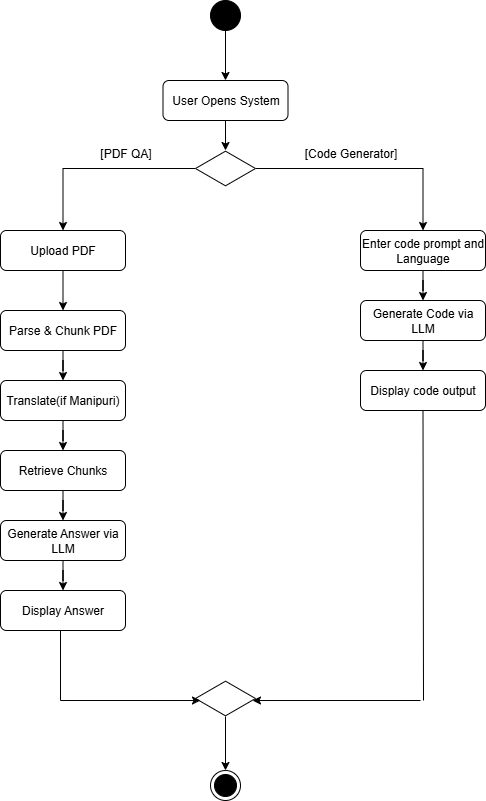 User Opens System
[PDF QA]
[Code Generator]
Upload PDF
Parse & Chunk PDF
Translate(if Manipuri)
Retrieve Chunks
Generate Answer via
LLM
Display Answer
Enter code prompt and
Language
Generate Code via
LLM
Display code output